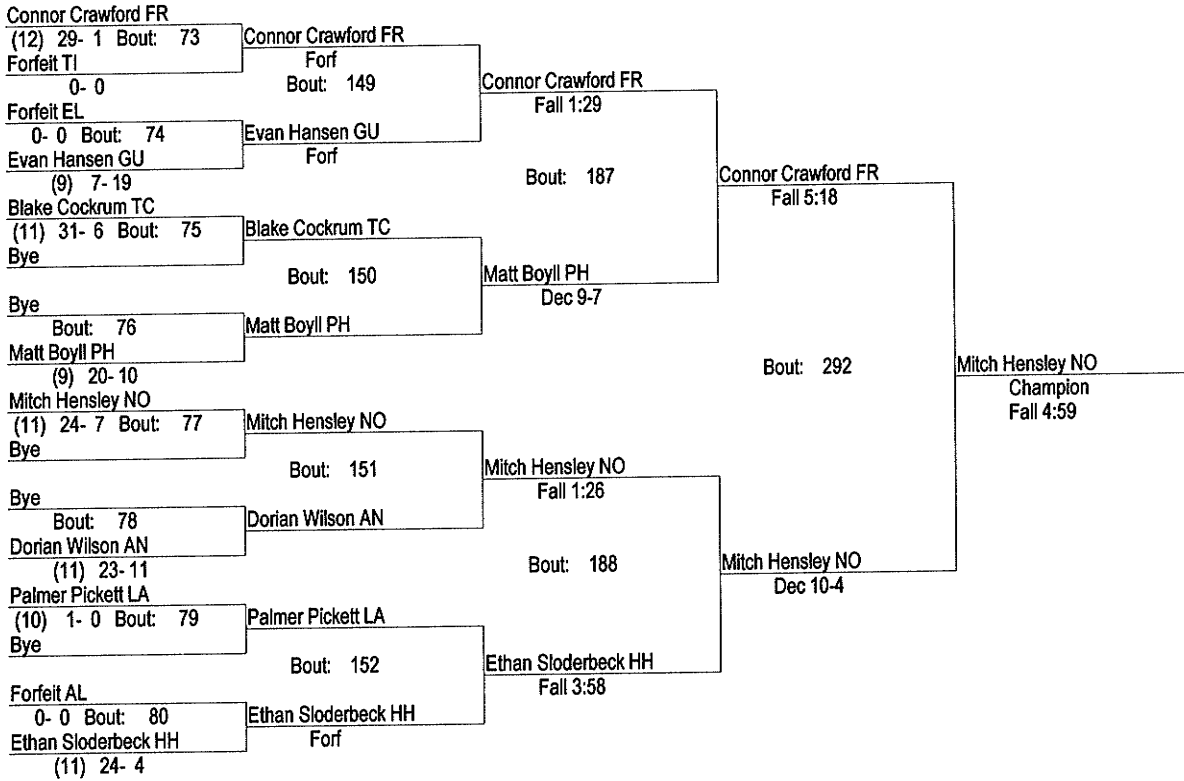 Connor Crawford FR
(12) 29- 1 Bout: 73
Forfeit TI
0- 0
Forfeit EL
0- 0 Bout: 74
Evan Hansen GU
(9) 7- 19
Blake Cockrum TC
(11) 31- 6 Bout: 75
Bye
Bye
Bout: 76
Matt Boyll PH
(9) 20- 10
Mitch Hensley NO
(11) 24- 7 Bout: 77
Bye
Bye
Bout: 78
Dorian Wilson AN
(11) 23- 11
Palmer Pickett LA
(10) 1- 0 Bout: 79
Bye
Forfeit AL
0- 0 Bout: 80
Ethan Sloderbeck HH
(11) 24- 4
Connor Crawford FR
Forf
Bout: 149
Evan Hansen GU
Forf
Blake Cockrum TC
Bout: 150
Matt Boyll PH
Mitch Hensley NO
Bout: 151
Dorian Wilson AN
Palmer Pickett LA
Bout: 152
Ethan Sloderbeck HH
Forf
Connor Crawford FR
Fall 1:29
Bout: 187
Matt Boyll PH
Dec 9-7
Mitch Hensley NO
Fall 1:26
Bout: 188
Ethan Sloderbeck HH
Fall 3:58
Connor Crawford FR
Fall 5:18
Bout: 292
Mitch Hensley NO
Dec 10-4
Mitch Hensley NO
Champion
Fall 4:59